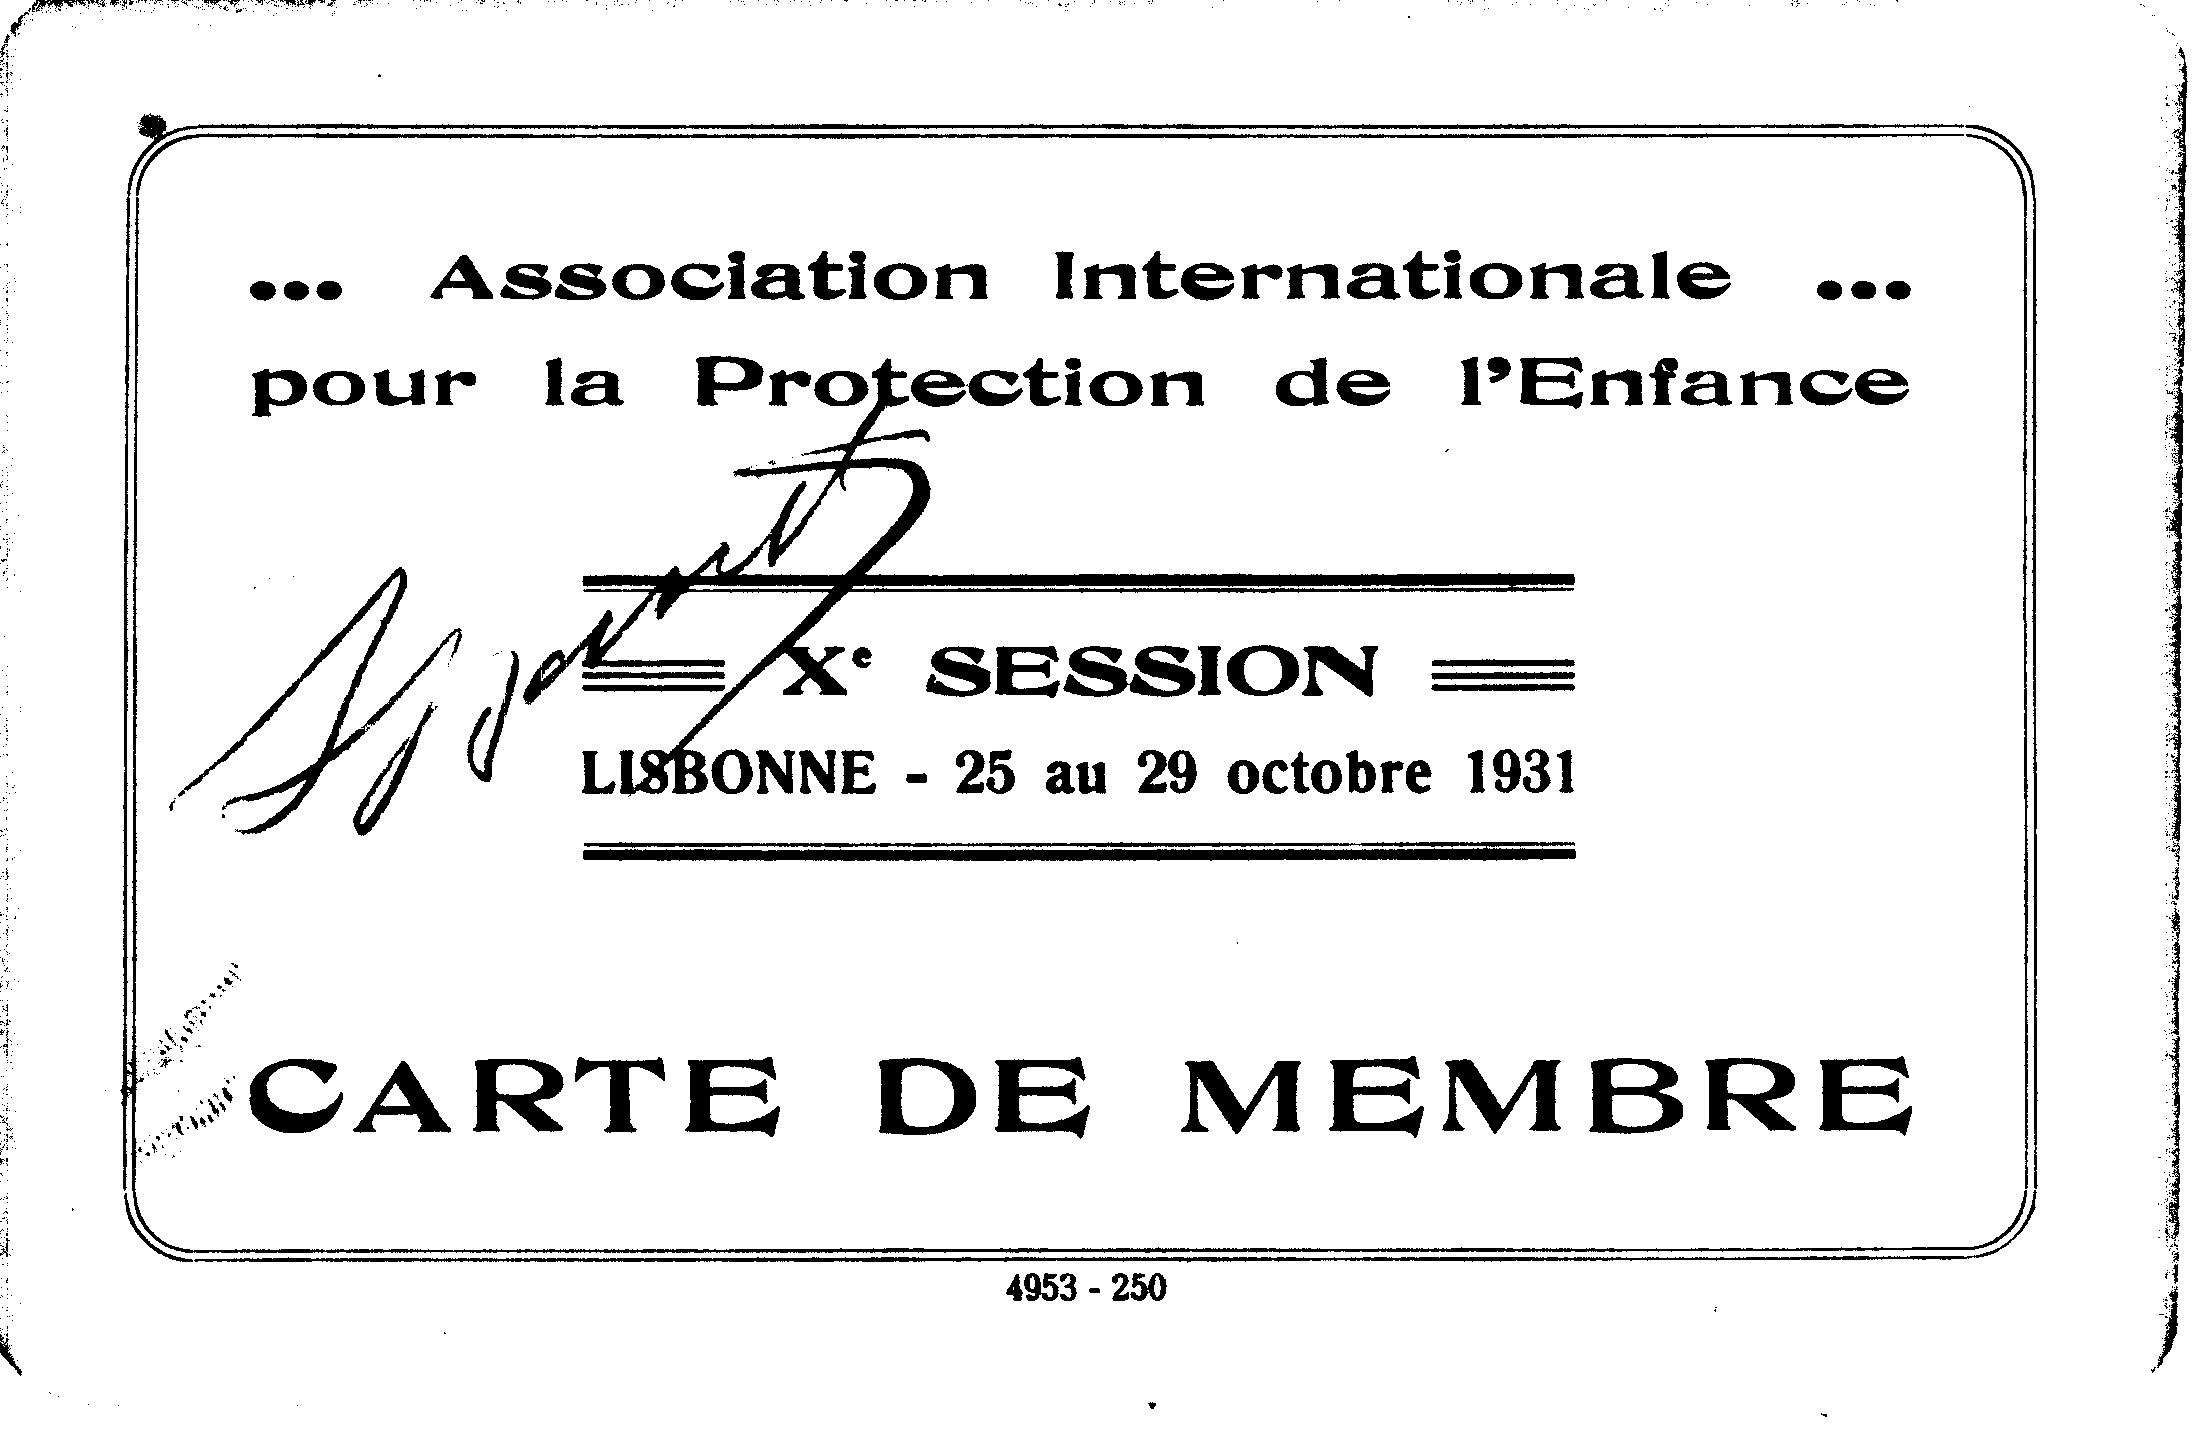 ... Association Internationale ...
pour la Protection de l'Enfance
Xe SESSION
LISBONNE - 25 au 29 octobre 1931
CARTE DE MEMBRE
4953 - 250